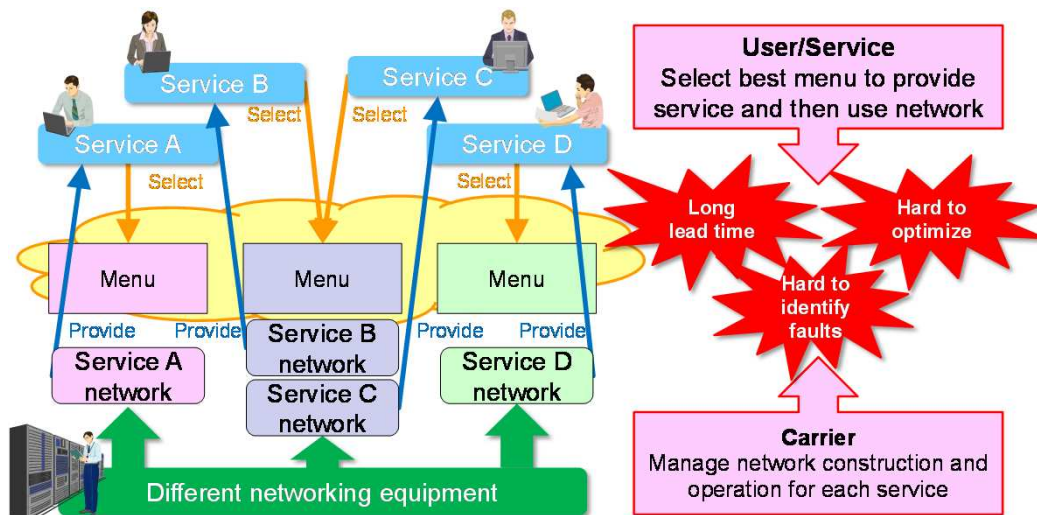 Service B
Service C
Select
Select
Service A
Service D
Select
Select
Menu
Menu
Menu
Provide
Provide
Provide
Provide
Service A
network
Service B
network
Service C
network
Service D
network
Different networking equipment
User/Service
Select best menu to provide
service and then use network
Long
lead time
Hard to
optimize
Hard to
identify
faults
Carrier
Manage network construction and
operation for each service